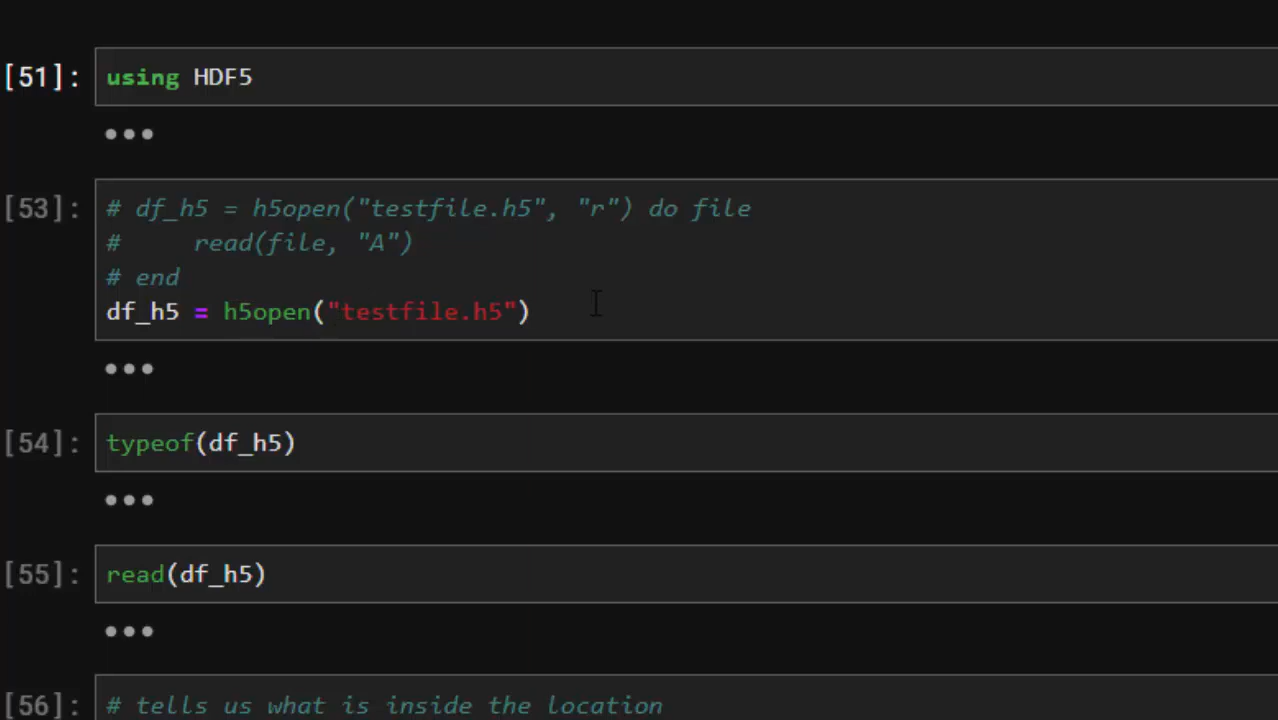 [51]: using HDF5
[53]: # df_h5 = h5open("testfile.h5", "r") do file
#     read(file, "A")
# end
df_h5 = h5open("testfile.h5")
[54]: typeof(df_h5)
[55]: read(df_h5)
[56]: # tells us what is inside the location